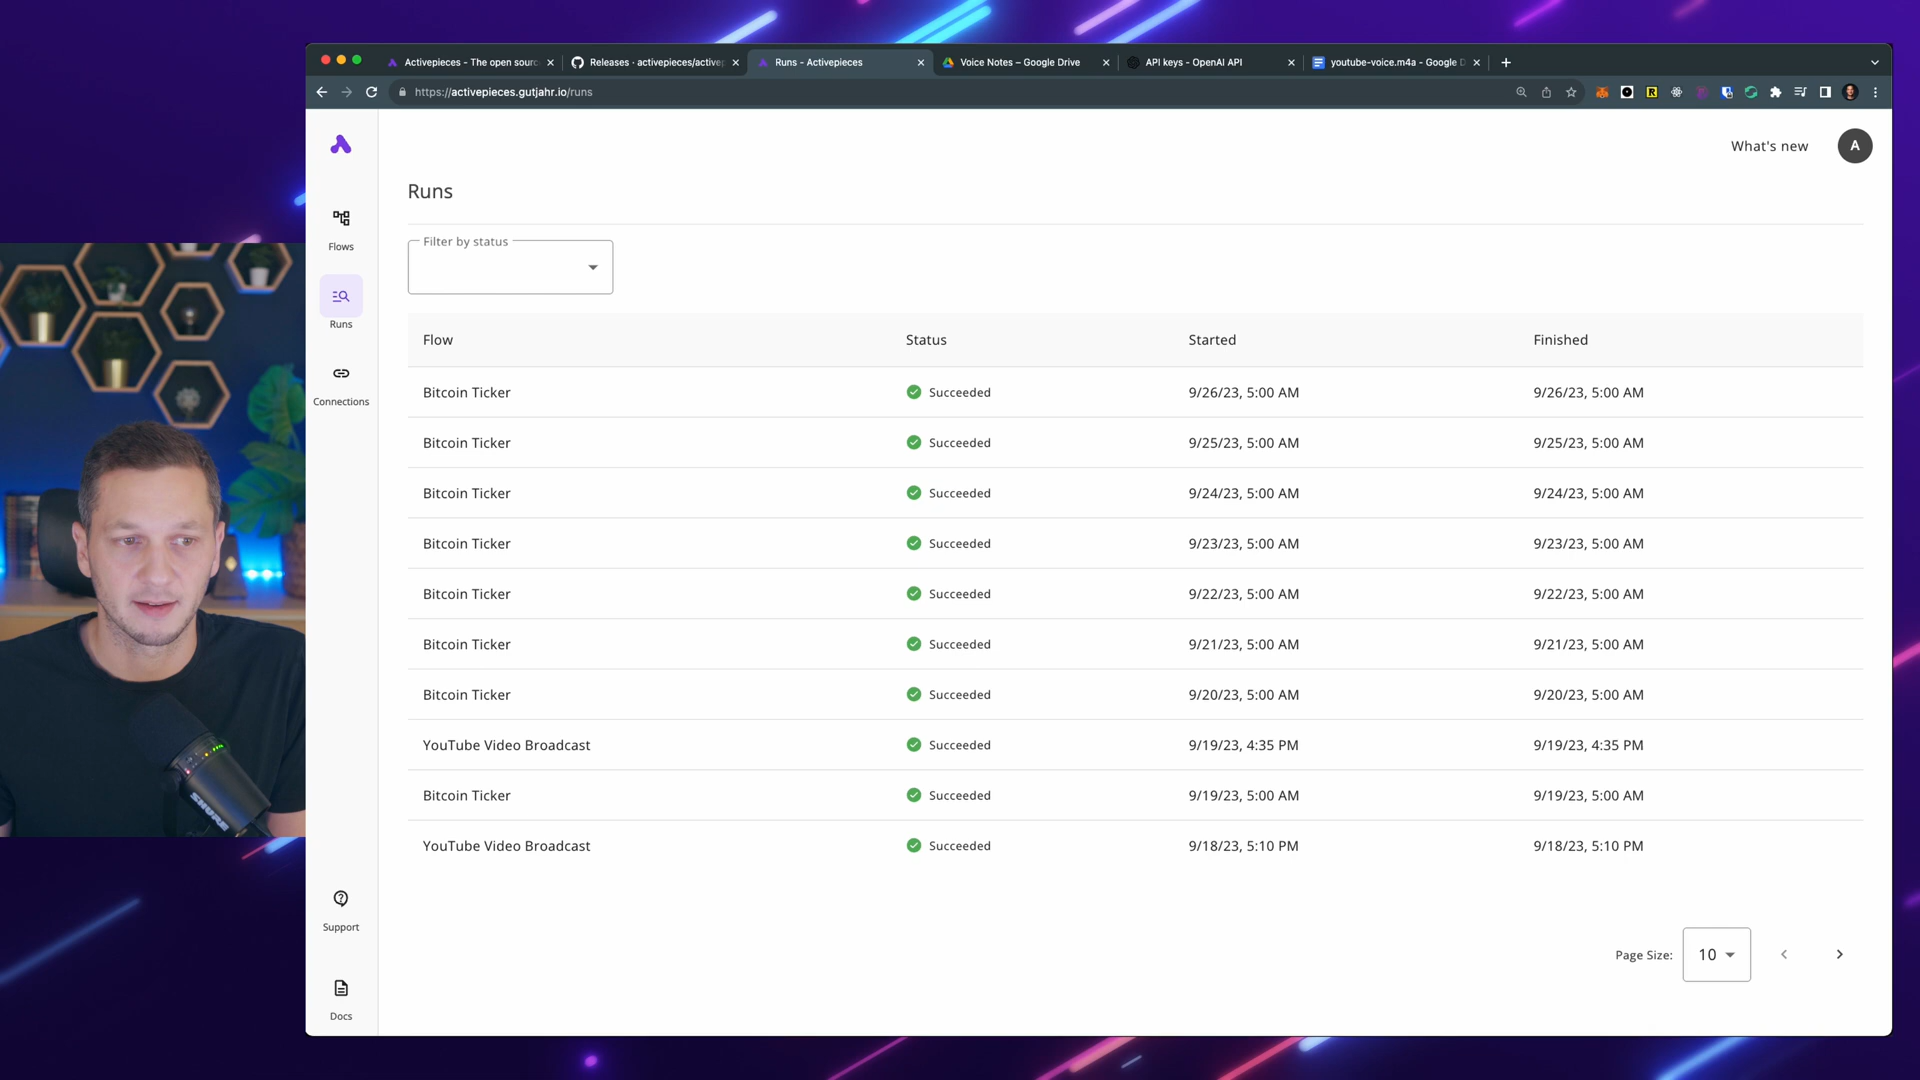 Activepieces - The open sourc
Releases · activepieces/activep
Runs - Activepieces
Voice Notes – Google Drive
API keys - OpenAI API
youtube-voice.m4a - Google D
https://activepieces.gutjahr.io/runs
What's new
A
Runs
Filter by status
Flows
Runs
Connections
Support
Docs
Flow Status Started Finished
Bitcoin Ticker Succeeded 9/26/23, 5:00 AM 9/26/23, 5:00 AM
Bitcoin Ticker Succeeded 9/25/23, 5:00 AM 9/25/23, 5:00 AM
Bitcoin Ticker Succeeded 9/24/23, 5:00 AM 9/24/23, 5:00 AM
Bitcoin Ticker Succeeded 9/23/23, 5:00 AM 9/23/23, 5:00 AM
Bitcoin Ticker Succeeded 9/22/23, 5:00 AM 9/22/23, 5:00 AM
Bitcoin Ticker Succeeded 9/21/23, 5:00 AM 9/21/23, 5:00 AM
Bitcoin Ticker Succeeded 9/20/23, 5:00 AM 9/20/23, 5:00 AM
YouTube Video Broadcast Succeeded 9/19/23, 4:35 PM 9/19/23, 4:35 PM
Bitcoin Ticker Succeeded 9/19/23, 5:00 AM 9/19/23, 5:00 AM
YouTube Video Broadcast Succeeded 9/18/23, 5:10 PM 9/18/23, 5:10 PM
Page Size: 10
SHURE